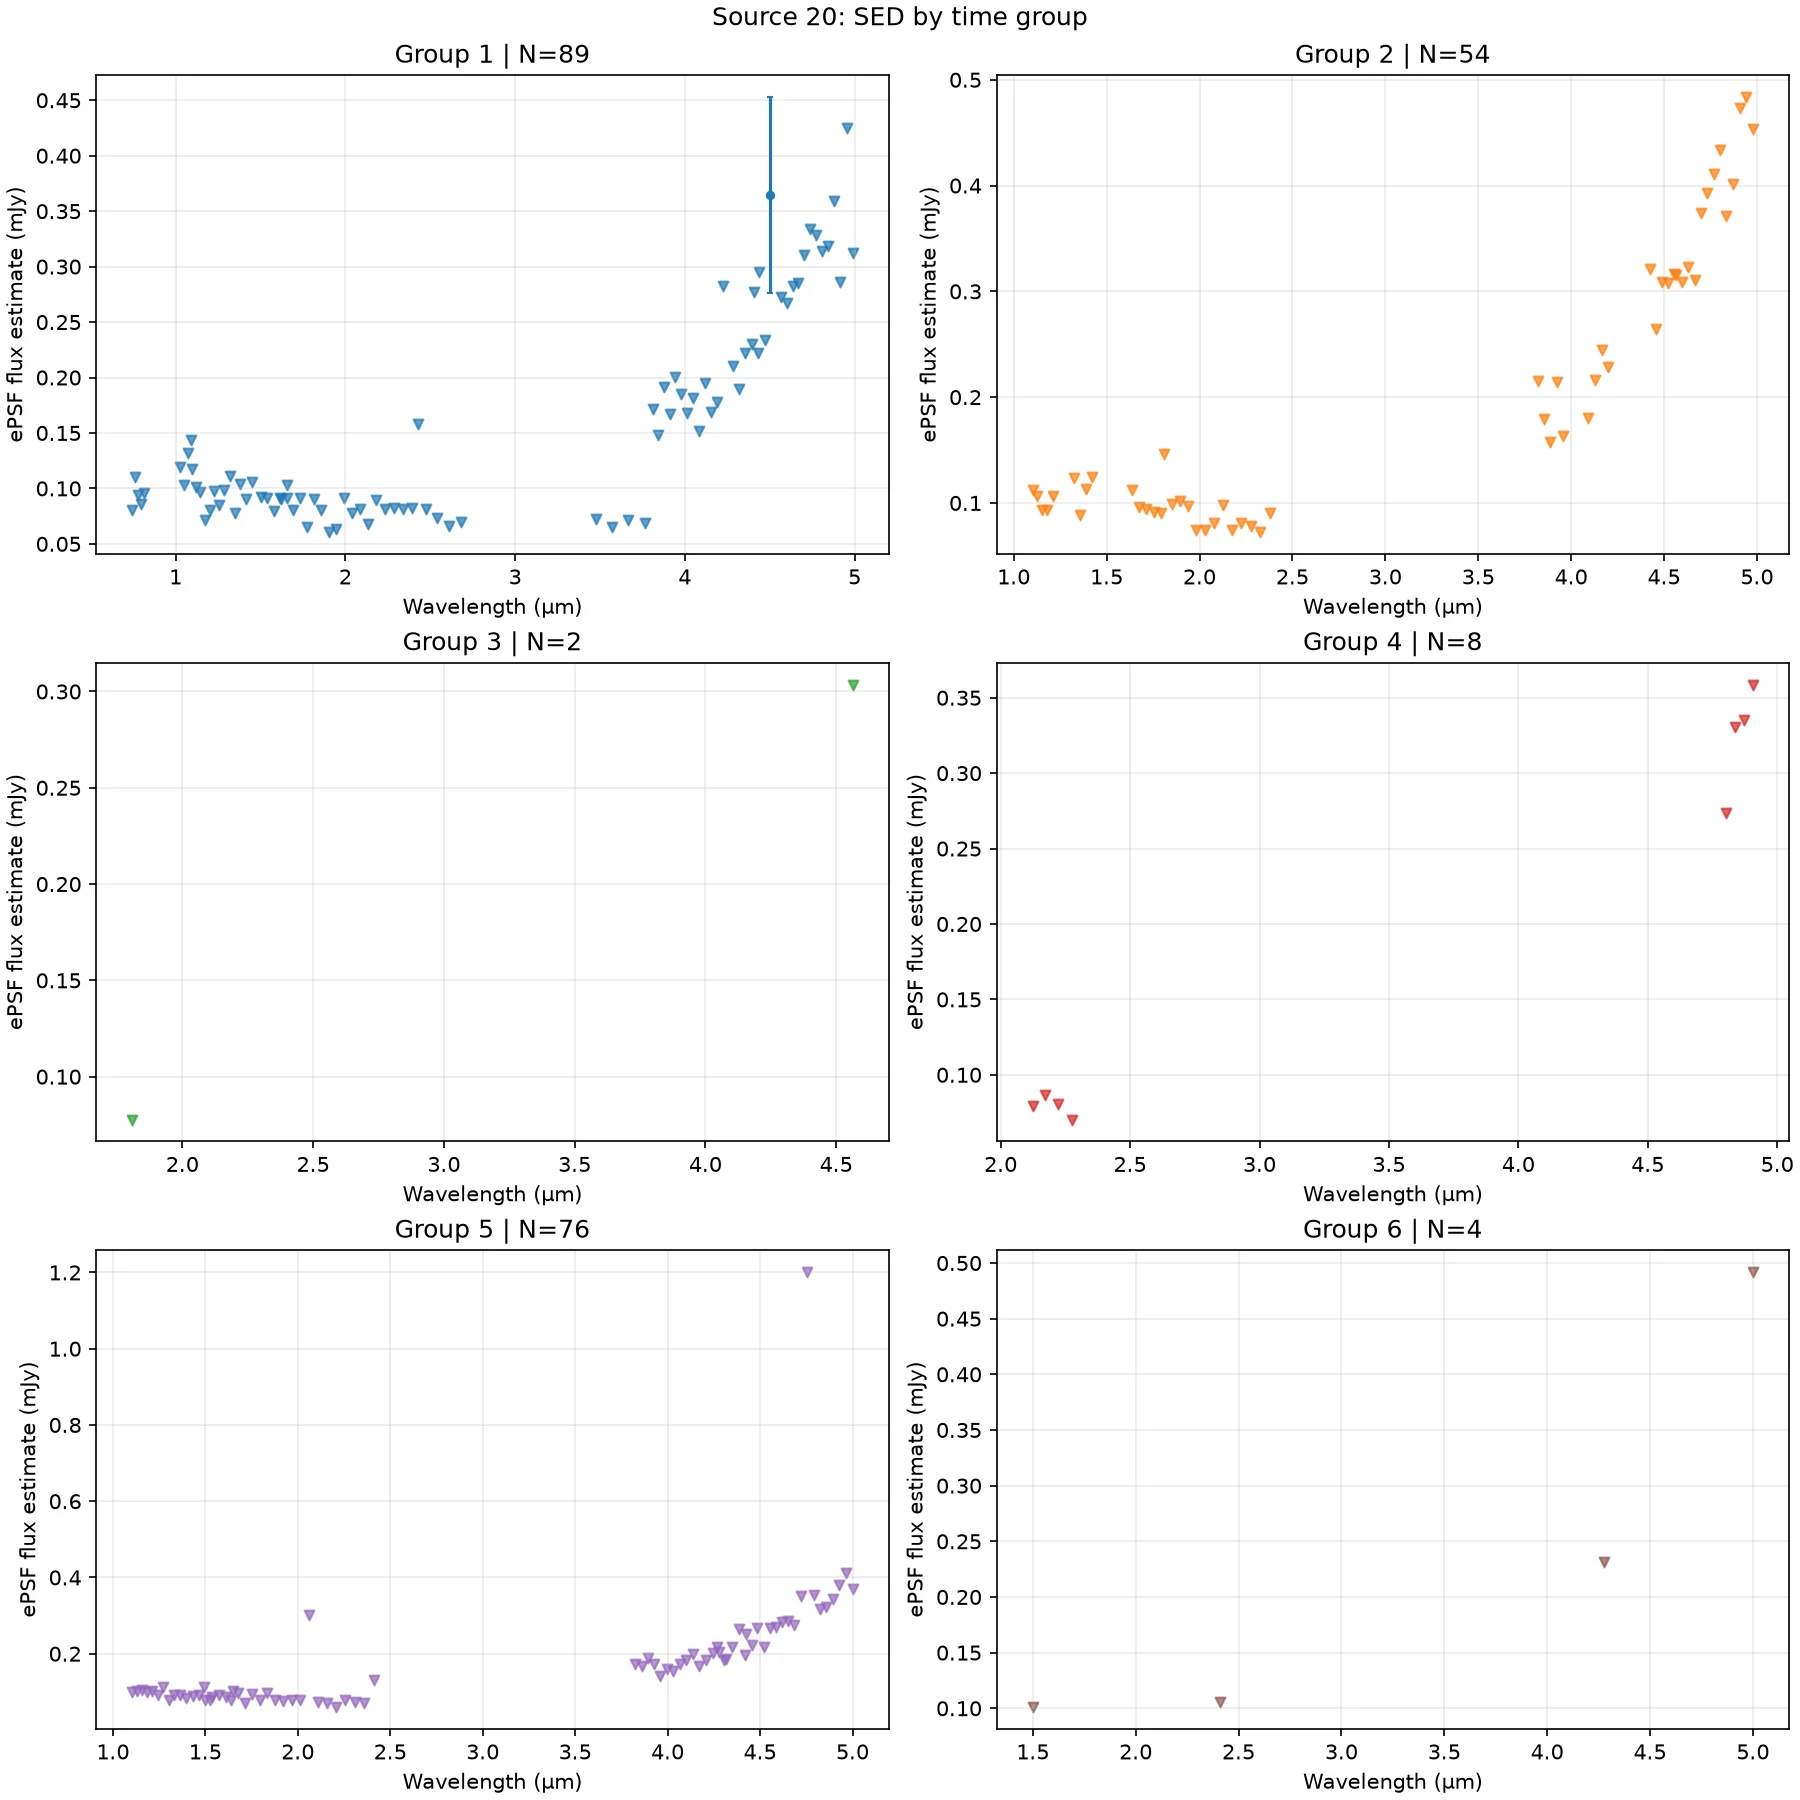 Source 20: SED by time group
Group 1 | N=89
0.45
0.40
0.35
0.30
0.25
0.20
0.15
0.10
0.05
ePSF flux estimate (mJy)
1 2 3 4 5
Wavelength (µm)
Group 2 | N=54
0.5
0.4
0.3
0.2
0.1
ePSF flux estimate (mJy)
1.0 1.5 2.0 2.5 3.0 3.5 4.0 4.5 5.0
Wavelength (µm)
Group 3 | N=2
0.30
0.25
0.20
0.15
0.10
ePSF flux estimate (mJy)
2.0 2.5 3.0 3.5 4.0 4.5
Wavelength (µm)
Group 4 | N=8
0.35
0.30
0.25
0.20
0.15
0.10
ePSF flux estimate (mJy)
2.0 2.5 3.0 3.5 4.0 4.5 5.0
Wavelength (µm)
Group 5 | N=76
1.2
1.0
0.8
0.6
0.4
0.2
ePSF flux estimate (mJy)
1.0 1.5 2.0 2.5 3.0 3.5 4.0 4.5 5.0
Wavelength (µm)
Group 6 | N=4
0.50
0.45
0.40
0.35
0.30
0.25
0.20
0.15
0.10
ePSF flux estimate (mJy)
1.5 2.0 2.5 3.0 3.5 4.0 4.5 5.0
Wavelength (µm)